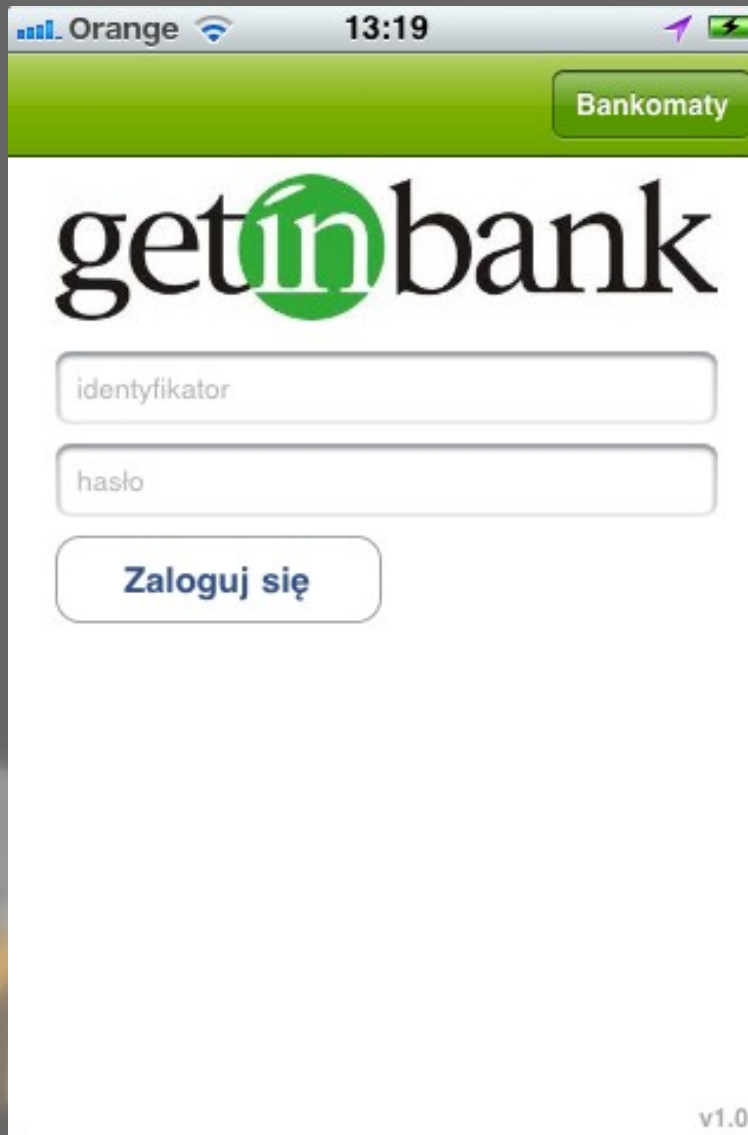 Orange 13:19
Bankomaty
getinbank
identyfikator
hasło
Zaloguj się
v1.0